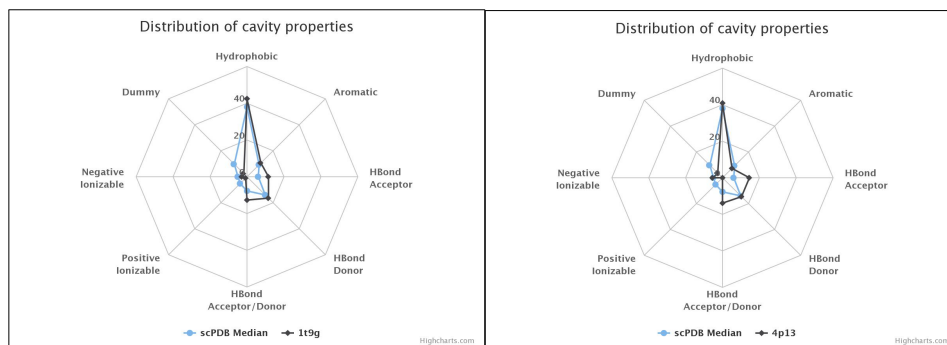 Distribution of cavity properties
Hydrophobic
Dummy
Aromatic
40
20
Negative
Ionizable
HBond
Acceptor
Positive
Ionizable
HBond
Donor
HBond
Acceptor/Donor
scPDB Median 1t9g
Highcharts.com
Distribution of cavity properties
Hydrophobic
Dummy
Aromatic
40
20
Negative
Ionizable
HBond
Acceptor
Positive
Ionizable
HBond
Donor
HBond
Acceptor/Donor
scPDB Median 4p13
Highcharts.com